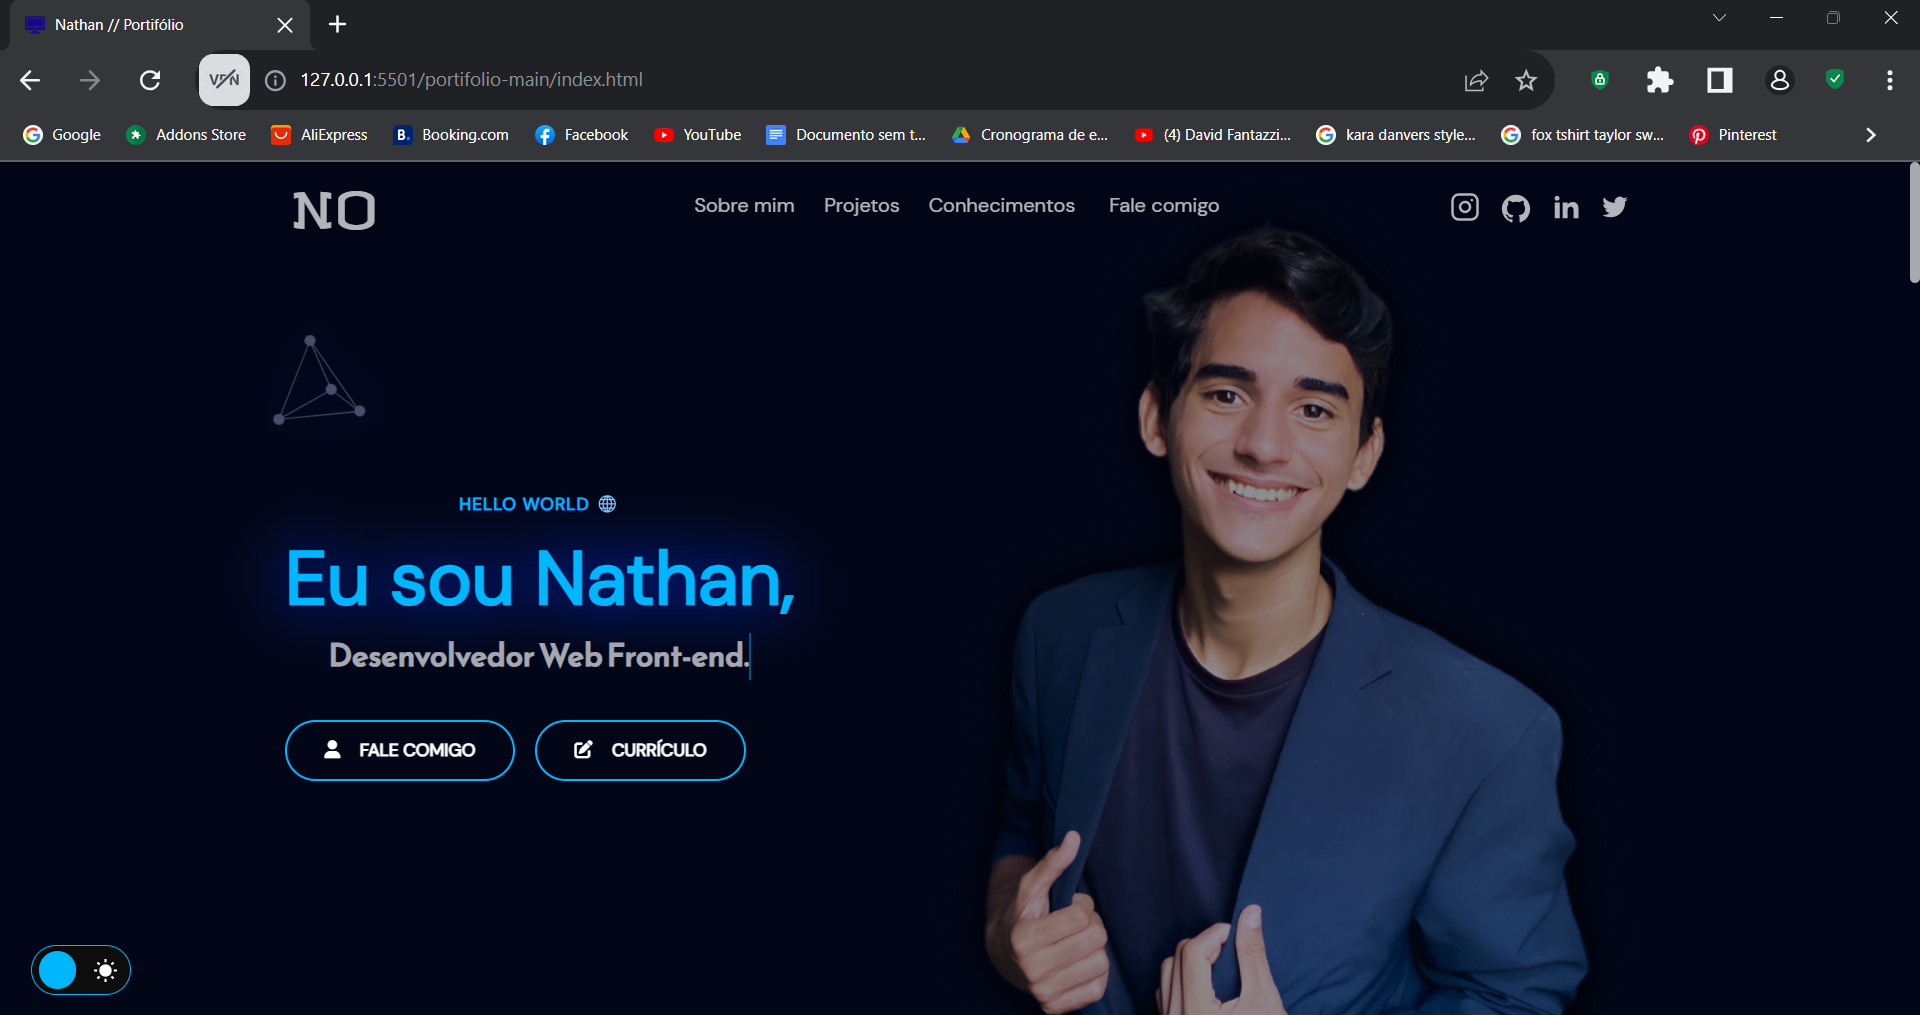 Nathan // Portifólio
VPN
127.0.0.1:5501/portifolio-main/index.html
Google
Addons Store
AliExpress
B.
Booking.com
Facebook
YouTube
Documento sem t...
Cronograma de e...
(4) David Fantazzi...
kara danvers style...
fox tshirt taylor sw...
Pinterest
NO
Sobre mim
Projetos
Conhecimentos
Fale comigo
in
HELLO WORLD
Eu sou Nathan,
Desenvolvedor Web Front-end.
FALE COMIGO
CURRÍCULO